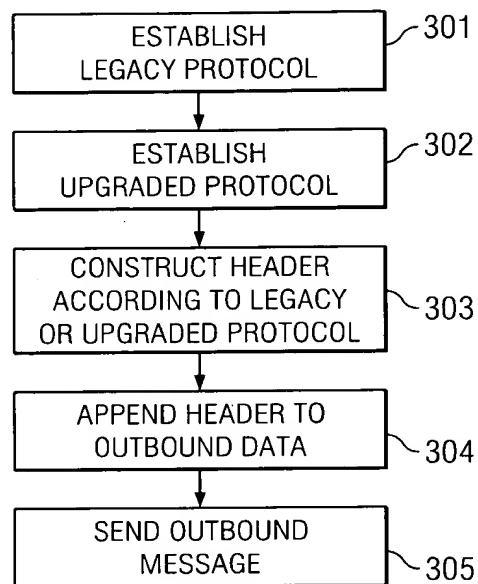 ESTABLISH
LEGACY PROTOCOL
301
ESTABLISH
UPGRADED PROTOCOL
302
CONSTRUCT HEADER
ACCORDING TO LEGACY
OR UPGRADED PROTOCOL
303
APPEND HEADER TO
OUTBOUND DATA
304
SEND OUTBOUND
MESSAGE
305